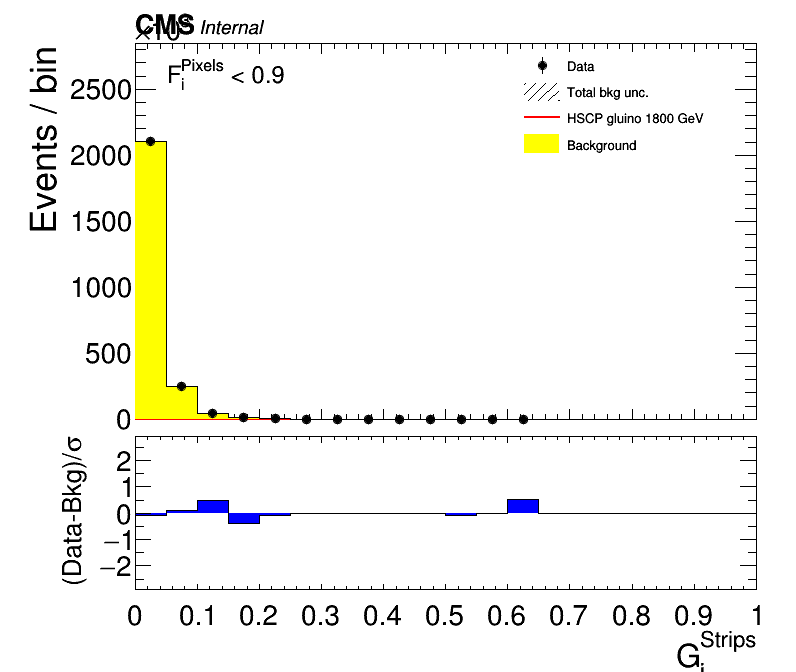 CMS Internal
Events / bin
F_i^Pixels < 0.9
Data
Total bkg unc.
HSCP gluino 1800 GeV
Background
2500
2000
1500
1000
500
0
(Data-Bkg)/σ
2
1
0
−1
−2
0 0.1 0.2 0.3 0.4 0.5 0.6 0.7 0.8 0.9 1
G_i^Strips